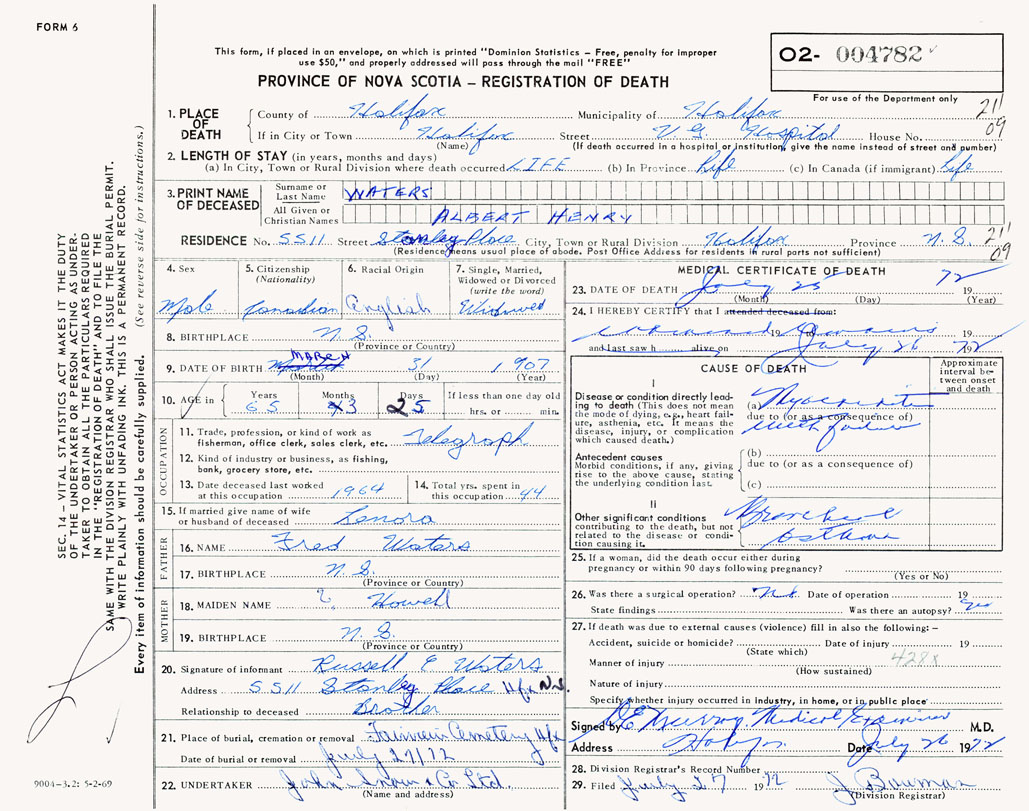 FORM 6
This form, if placed in an envelope, on which is printed "Dominion Statistics — Free, penalty for improper
use $50," and properly addressed will pass through the mail "FREE"
PROVINCE OF NOVA SCOTIA — REGISTRATION OF DEATH
O2- 004782
For use of the Department only
211
09
1. PLACE OF DEATH
County of Halifax Municipality of Halifax
If in City or Town Halifax Street V G Hospital House No.
(Name) (If death occurred in a hospital or institution, give the name instead of street and number)
2. LENGTH OF STAY (in years, months and days)
(a) In City, Town or Rural Division where death occurred LIFE (b) In Province life (c) In Canada (if immigrant) life
3. PRINT NAME OF DECEASED
Surname or Last Name WATERS
All Given or Christian Names ALBERT HENRY
RESIDENCE No. 5511 Street Stanley Place City, Town or Rural Division Halifax Province N. S. 211
(Residence means usual place of abode. Post Office Address for residents in rural parts not sufficient) 09
4. Sex Male
5. Citizenship (Nationality) Canadian
6. Racial Origin English
7. Single, Married, Widowed or Divorced (write the word) Widowed
8. BIRTHPLACE N. S.
(Province or Country)
9. DATE OF BIRTH MARCH 31 1907
(Month) (Day) (Year)
10. AGE in Years 65 Months 3 Days 25 If less than one day old hrs. or min.
OCCUPATION
11. Trade, profession, or kind of work as
fisherman, office clerk, sales clerk, etc. Telegraph
12. Kind of industry or business, as fishing,
bank, grocery store, etc.
13. Date deceased last worked at this occupation 1964
14. Total yrs. spent in this occupation 44
15. If married give name of wife
or husband of deceased Lenora
FATHER
16. NAME Fred Waters
17. BIRTHPLACE N. S.
(Province or Country)
MOTHER
18. MAIDEN NAME ?. Howell
19. BIRTHPLACE N. S.
(Province or Country)
20. Signature of informant Russell E Waters
Address 5511 Stanley Place Hfx N.S.
Relationship to deceased Brother
21. Place of burial, cremation or removal Fairview Cemetery Hfx
Date of burial or removal July 27/72
22. UNDERTAKER John Snow & Co Ltd.
(Name and address)
MEDICAL CERTIFICATE OF DEATH
23. DATE OF DEATH July 25 1972
(Month) (Day) (Year)
24. I HEREBY CERTIFY that I attended deceased from:
19 to Remains 19
and last saw h alive on July 26 1972
CAUSE OF DEATH
Approximate interval between onset and death
I
Disease or condition directly leading to death (This does not mean the mode of dying, e.g., heart failure, asthenia, etc. It means the disease, injury, or complication which caused death.)
(a) Myocarditis
due to (or as a consequence of)
with failure
Antecedent causes
Morbid conditions, if any, giving rise to the above cause, stating the underlying condition last.
(b)
due to (or as a consequence of)
(c)
II
Other significant conditions contributing to the death, but not related to the disease or condition causing it.
Bronchial
asthma
25. If a woman, did the death occur either during
pregnancy or within 90 days following pregnancy?
(Yes or No)
26. Was there a surgical operation? No Date of operation 19
State findings Was there an autopsy? Yes
27. If death was due to external causes (violence) fill in also the following: —
Accident, suicide or homicide? Date of injury 19
(State which)
Manner of injury 428x
(How sustained)
Nature of injury
Specify whether injury occurred in industry, in home, or in public place
Signed by Murray Medical Examiner M.D.
Address Halifax Date July 26 1972
28. Division Registrar's Record Number
29. Filed July 27 1972 J Bowman
(Division Registrar)
SEC. 14 — VITAL STATISTICS ACT MAKES IT THE DUTY
OF THE UNDERTAKER OR PERSON ACTING AS UNDER-
TAKER TO OBTAIN ALL THE PARTICULARS REQUIRED
IN THE "REGISTRATION OF DEATH" AND TO FILE THE
SAME WITH THE DIVISION REGISTRAR WHO SHALL ISSUE THE BURIAL PERMIT.
WRITE PLAINLY WITH UNFADING INK. THIS IS A PERMANENT RECORD.
Every item of information should be carefully supplied. (See reverse side for instructions.)
9004-3.2: 5-2-69